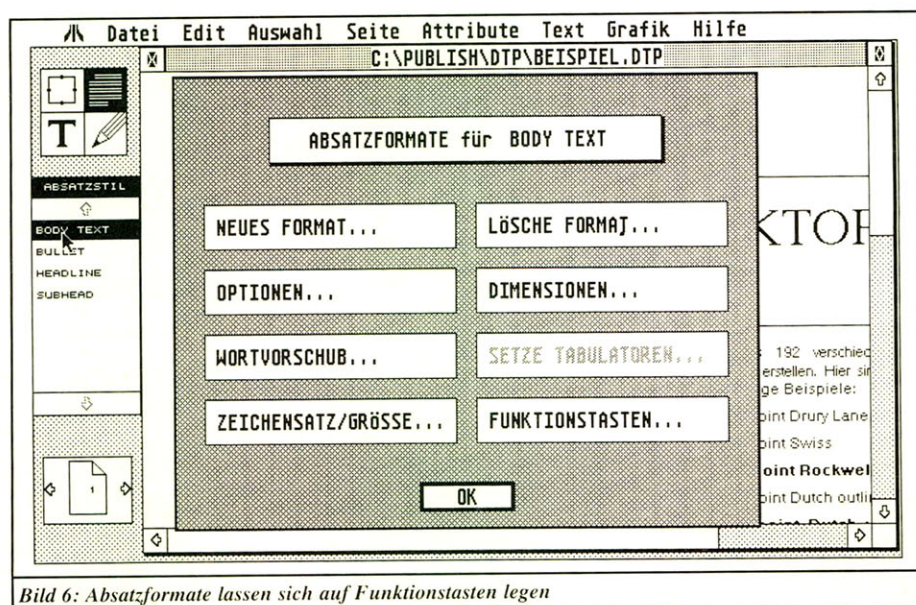 Datei Edit Auswahl Seite Attribute Text Grafik Hilfe
C:\PUBLISH\DTP\BEISPIEL.DTP
T
ABSATZSTIL
BODY TEXT
BULLET
HEADLINE
SUBHEAD
1
ABSATZFORMATE für BODY TEXT
NEUES FORMAT...
LÖSCHE FORMAT...
OPTIONEN...
DIMENSIONEN...
WORTVORSCHUB...
SETZE TABULATOREN...
ZEICHENSATZ/GRÖSSE...
FUNKTIONSTASTEN...
OK
KTOF
192 verschied
erstellen. Hier sin
ge Beispiele:
oint Drury Lane
oint Swiss
oint Rockwel
oint Dutch outlin
Bild 6: Absatzformate lassen sich auf Funktionstasten legen